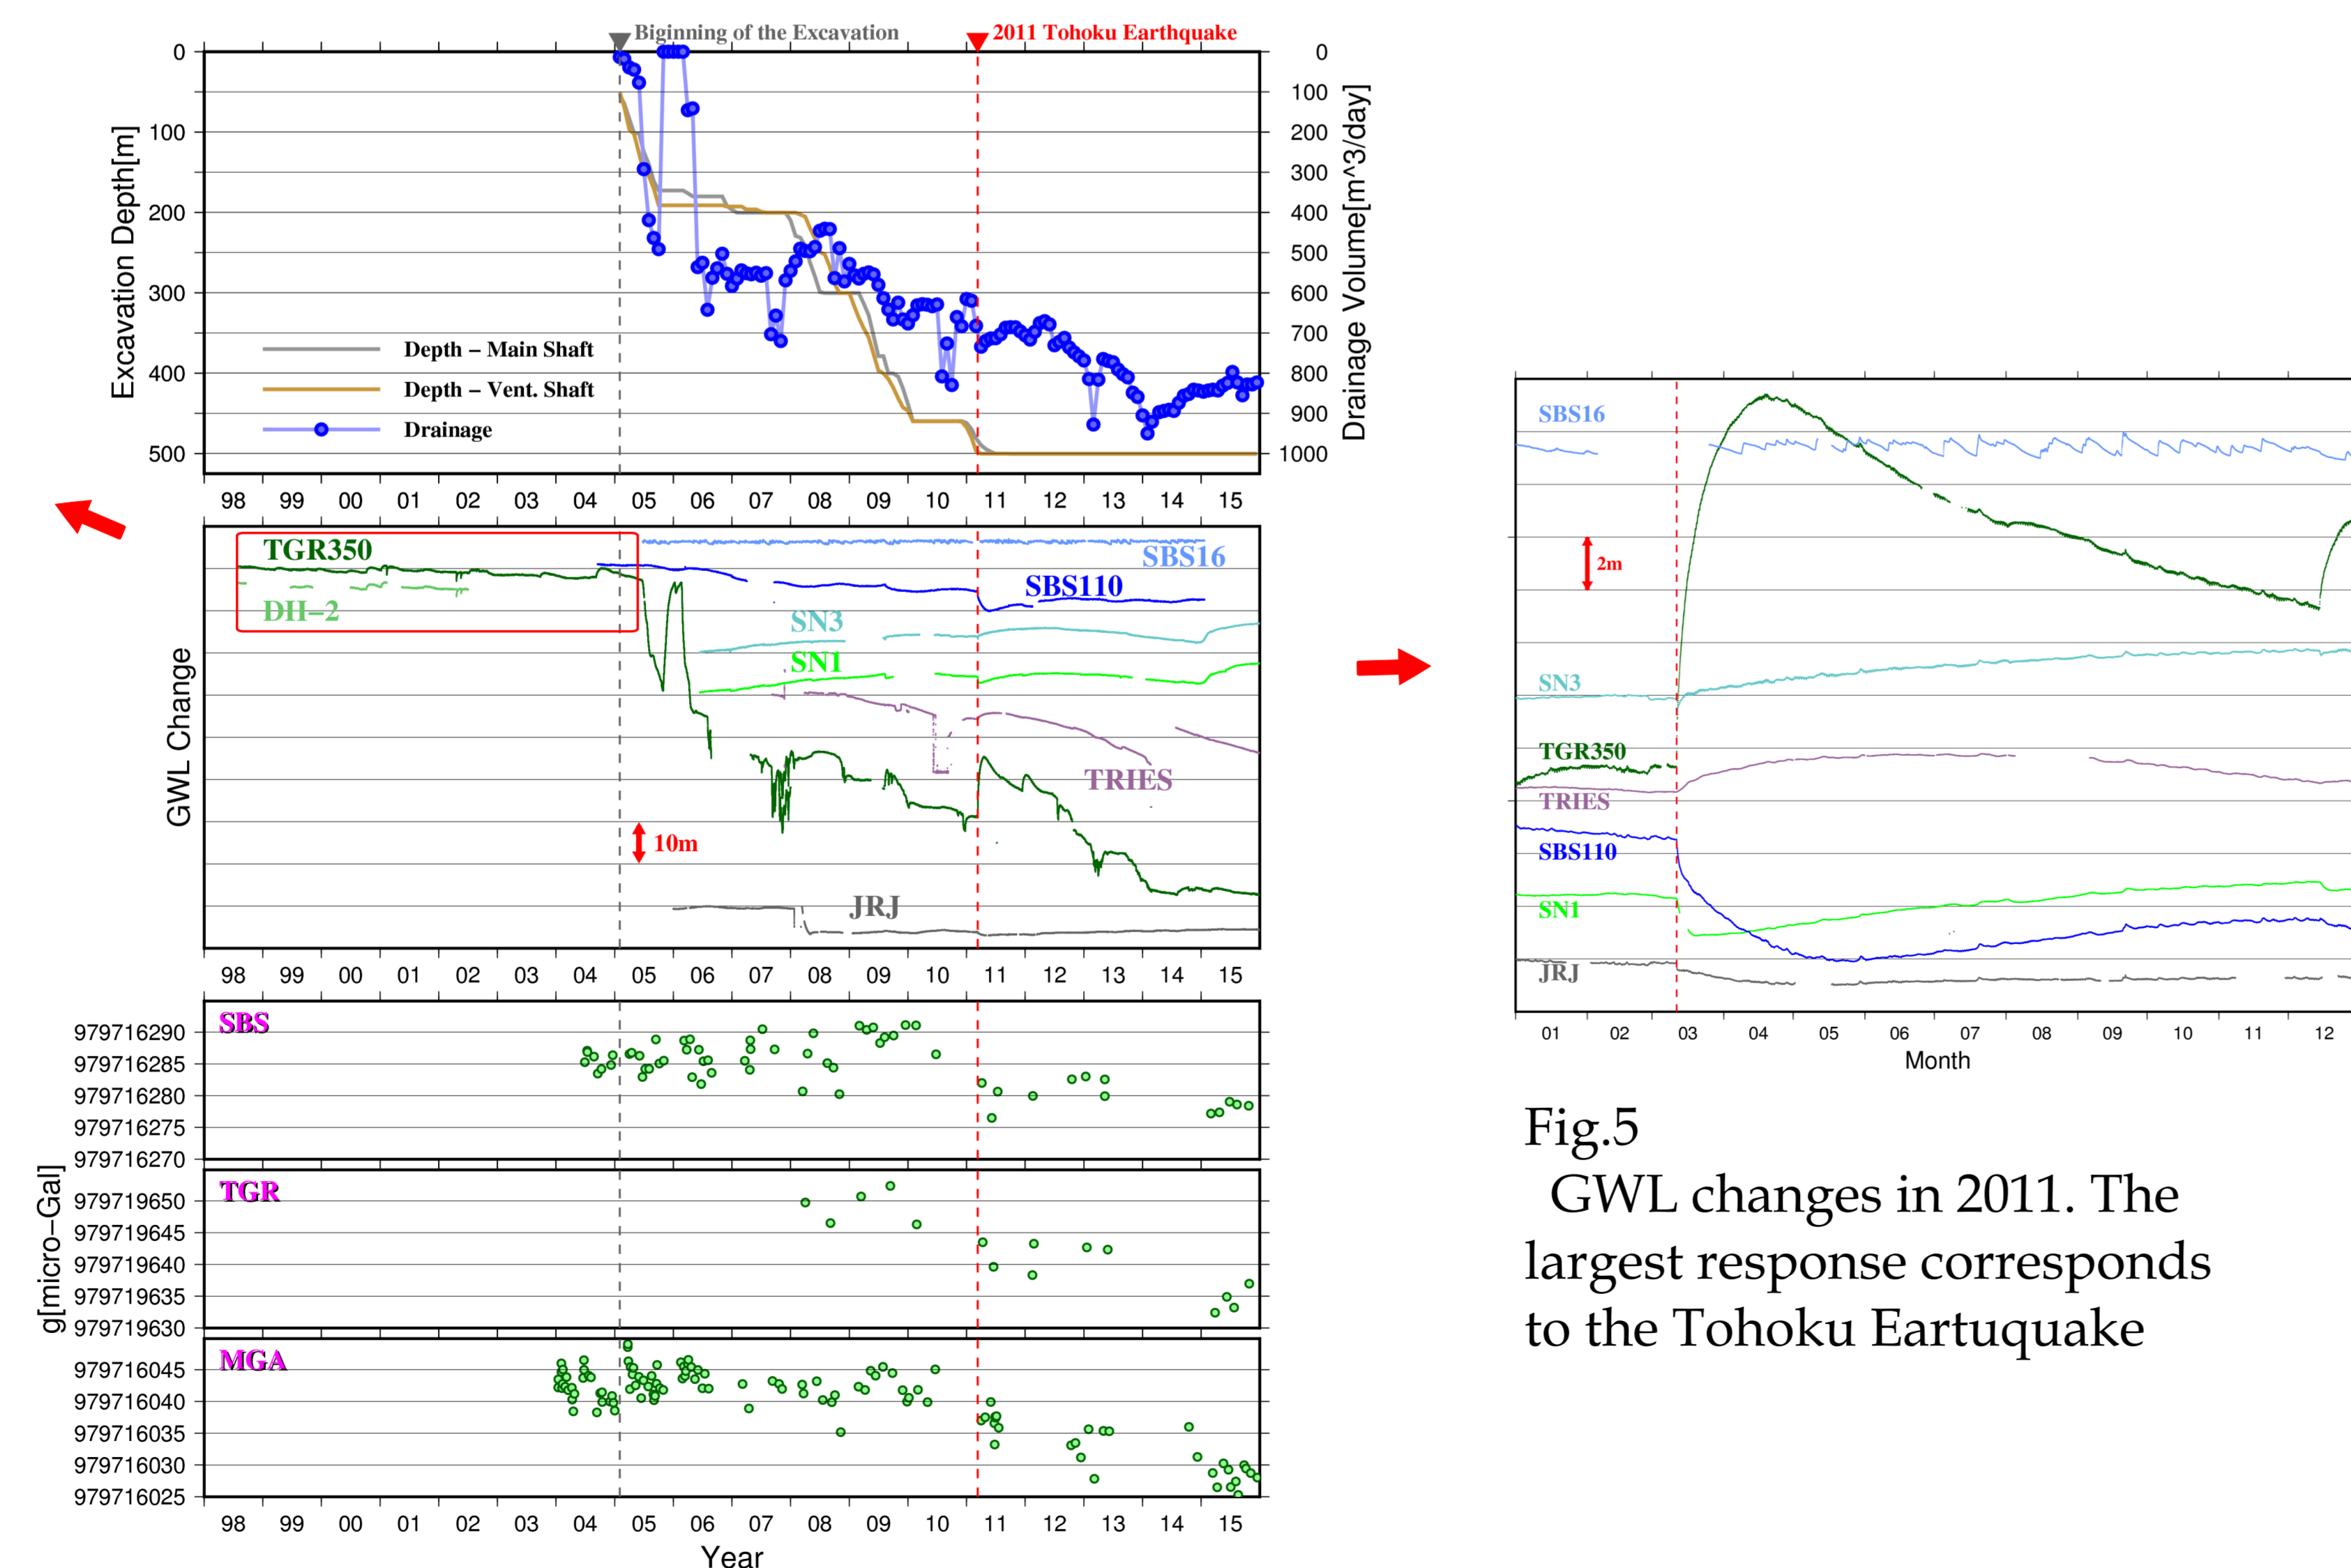 Biginning of the Excavation
2011 Tohoku Earthquake
0
100
200
300
400
500
Excavation Depth[m]
0
100
200
300
400
500
600
700
800
900
1000
Drainage Volume[m^3/day]
Depth – Main Shaft
Depth – Vent. Shaft
Drainage
98 99 00 01 02 03 04 05 06 07 08 09 10 11 12 13 14 15
GWL Change
TGR350
DH–2
SBS16
SBS110
SN3
SN1
TRIES
10m
JRJ
98 99 00 01 02 03 04 05 06 07 08 09 10 11 12 13 14 15
g[micro–Gal]
SBS
979716290
979716285
979716280
979716275
979716270
TGR
979719650
979719645
979719640
979719635
979719630
MGA
979716045
979716040
979716035
979716030
979716025
98 99 00 01 02 03 04 05 06 07 08 09 10 11 12 13 14 15
Year
SBS16
2m
SN3
TGR350
TRIES
SBS110
SN1
JRJ
01 02 03 04 05 06 07 08 09 10 11 12
Month
Fig.5
GWL changes in 2011. The
largest response corresponds
to the Tohoku Eartuquake